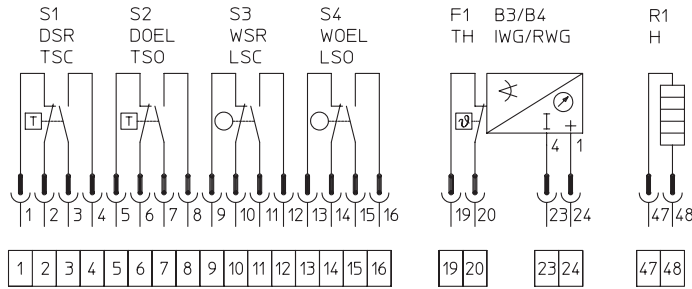 S1 S2 S3 S4 F1 B3/B4 R1
DSR DOEL WSR WOEL TH IWG/RWG H
TSC TSO LSC LSO
T T ϑ I +
4 1
1 2 3 4 5 6 7 8 9 10 11 12 13 14 15 16 19 20 23 24 47 48
1 2 3 4 5 6 7 8 9 10 11 12 13 14 15 16 19 20 23 24 47 48